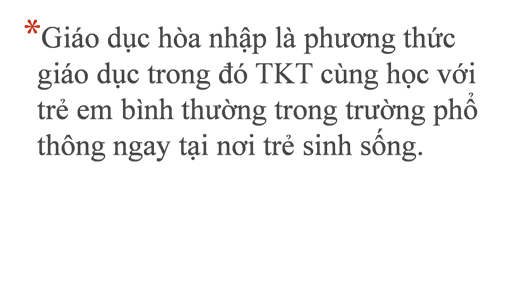 *Giáo dục hòa nhập là phương thức
giáo dục trong đó TKT cùng học với
trẻ em bình thường trong trường phổ
thông ngay tại nơi trẻ sinh sống.